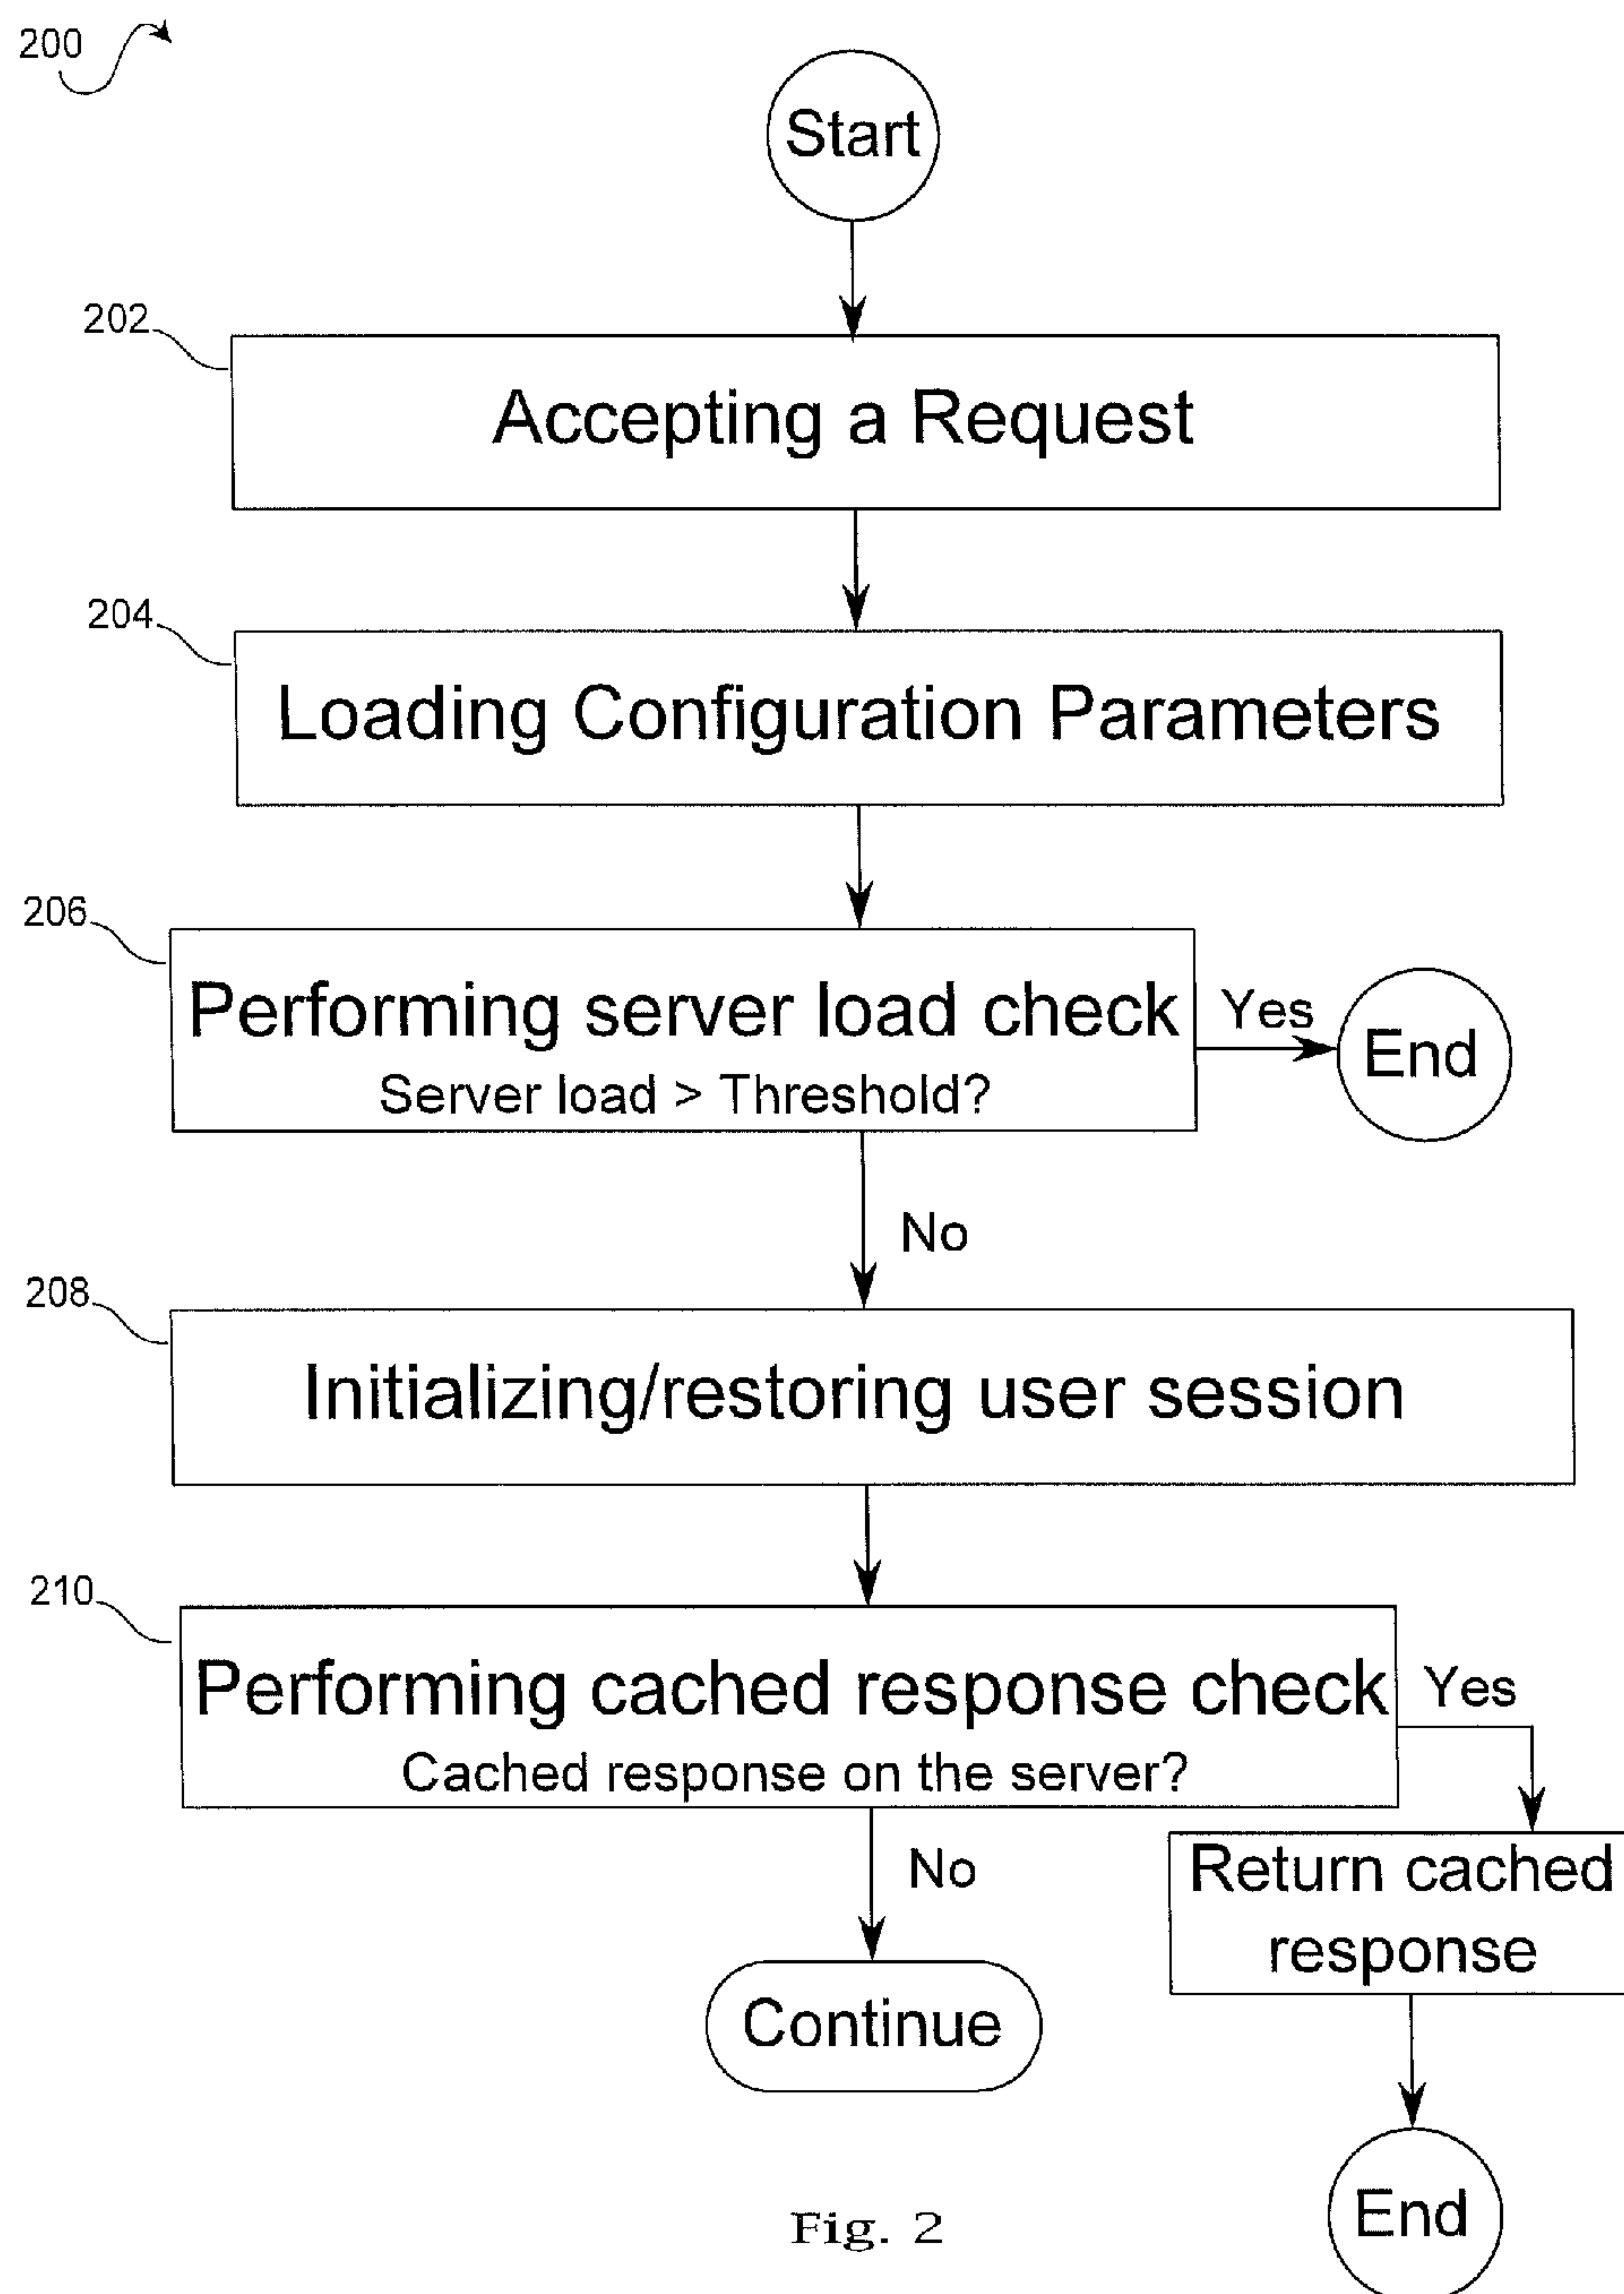 200
Start
202
Accepting a Request
204
Loading Configuration Parameters
206
Performing server load check
Server load > Threshold?
Yes
End
No
208
Initializing/restoring user session
210
Performing cached response check
Cached response on the server?
Yes
No
Return cached
response
Continue
End
Fig. 2